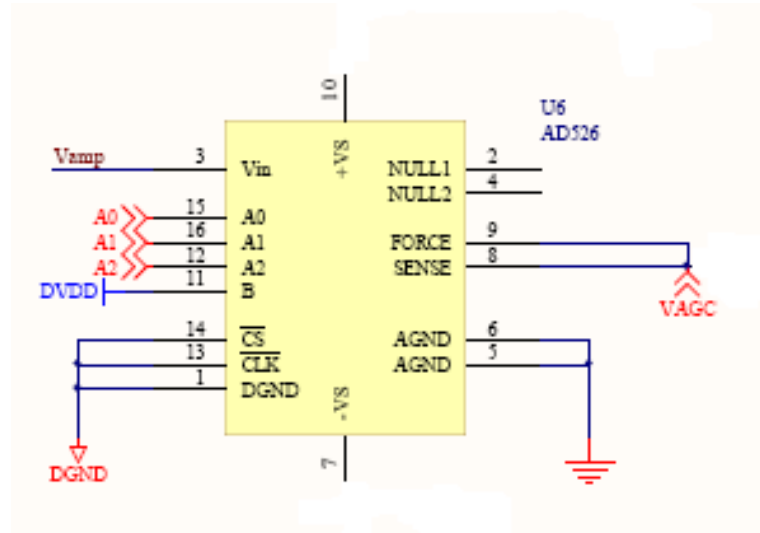 10
U6
AD526
Vamp 3 Vin +VS NULL1 2
NULL2 4
A0 15 A0
A1 16 A1 FORCE 9
A2 12 A2 SENSE 8
DVDD 11 B
VAGC
14 CS AGND 6
13 CLK AGND 5
1 DGND
-VS
DGND
7